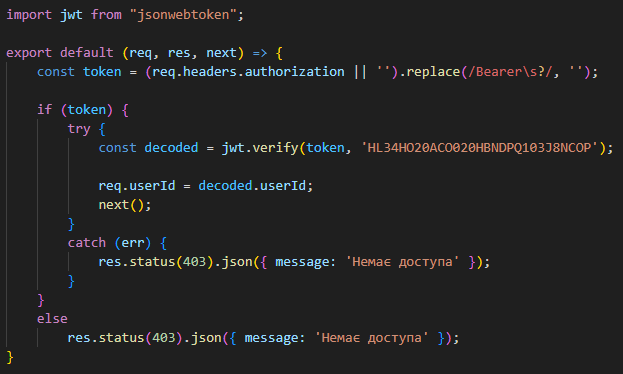 import jwt from "jsonwebtoken";
export default (req, res, next) => {
const token = (req.headers.authorization || '').replace(/Bearer\s?/, '');
if (token) {
try {
const decoded = jwt.verify(token, 'HL34HO20ACO020HBNDPQ103J8NCOP');
req.userId = decoded.userId;
next();
}
catch (err) {
res.status(403).json({ message: 'Немає доступа' });
}
}
else
res.status(403).json({ message: 'Немає доступа' });
}